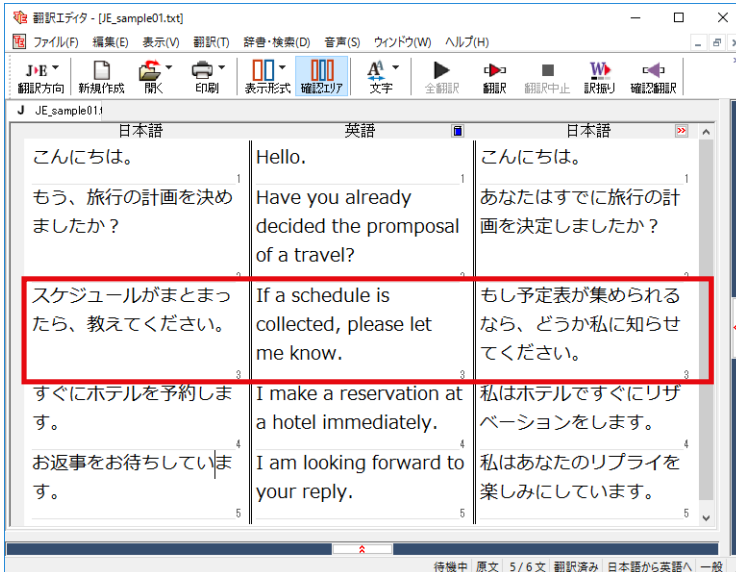 翻訳エディタ - [JE_sample01.txt]
ファイル(F) 編集(E) 表示(V) 翻訳(T) 辞書・検索(D) 音声(S) ウィンドウ(W) ヘルプ(H)
J▸E
翻訳方向 新規作成 開く 印刷 表示形式 確認エリア 文字 全翻訳 翻訳 翻訳中止 訳振り 確認翻訳
J JE_sample01.t
日本語 英語 日本語
こんにちは。
1
Hello.
1
こんにちは。
1
もう、旅行の計画を決め
ましたか？
Have you already
decided the promposal
of a travel?
あなたはすでに旅行の計
画を決定しましたか？
スケジュールがまとまっ
たら、教えてください。
3
If a schedule is
collected, please let
me know.
3
もし予定表が集められる
なら、どうか私に知らせ
てください。
3
すぐにホテルを予約しま
す。
4
I make a reservation at
a hotel immediately.
4
私はホテルですぐにリザ
ベーションをします。
4
お返事をお待ちしていま
す。
5
I am looking forward to
your reply.
5
私はあなたのリプライを
楽しみにしています。
5
待機中 原文 5/6文 翻訳済み 日本語から英語へ 一般